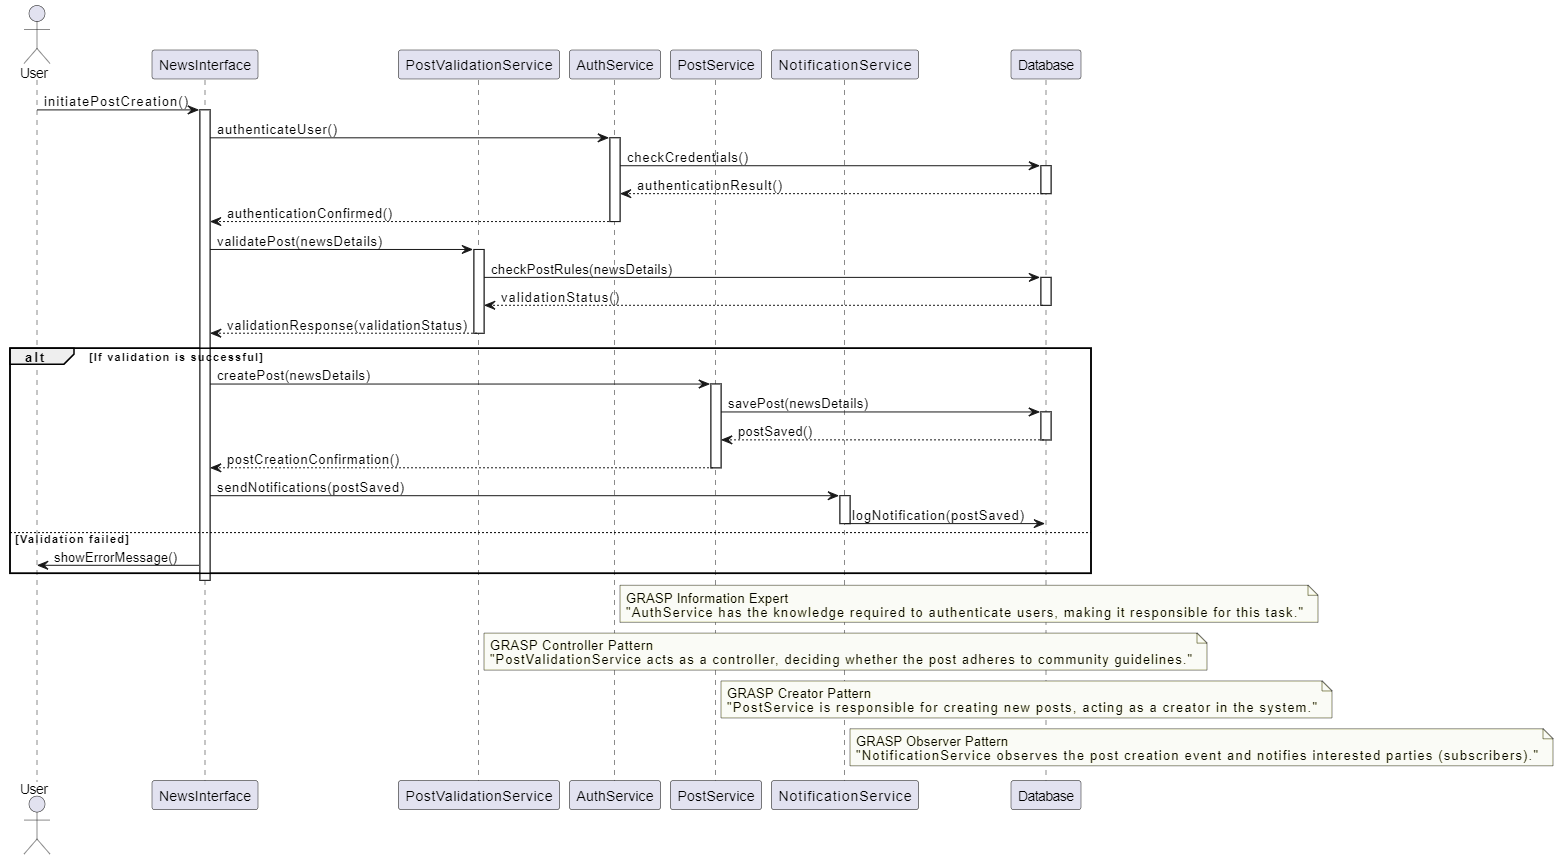 User
NewsInterface
PostValidationService
AuthService
PostService
NotificationService
Database
initiatePostCreation()
authenticateUser()
checkCredentials()
authenticationResult()
authenticationConfirmed()
validatePost(newsDetails)
checkPostRules(newsDetails)
validationStatus()
validationResponse(validationStatus)
alt
[If validation is successful]
createPost(newsDetails)
savePost(newsDetails)
postSaved()
postCreationConfirmation()
sendNotifications(postSaved)
logNotification(postSaved)
[Validation failed]
showErrorMessage()
GRASP Information Expert
"AuthService has the knowledge required to authenticate users, making it responsible for this task."
GRASP Controller Pattern
"PostValidationService acts as a controller, deciding whether the post adheres to community guidelines."
GRASP Creator Pattern
"PostService is responsible for creating new posts, acting as a creator in the system."
GRASP Observer Pattern
"NotificationService observes the post creation event and notifies interested parties (subscribers)."
User
NewsInterface
PostValidationService
AuthService
PostService
NotificationService
Database